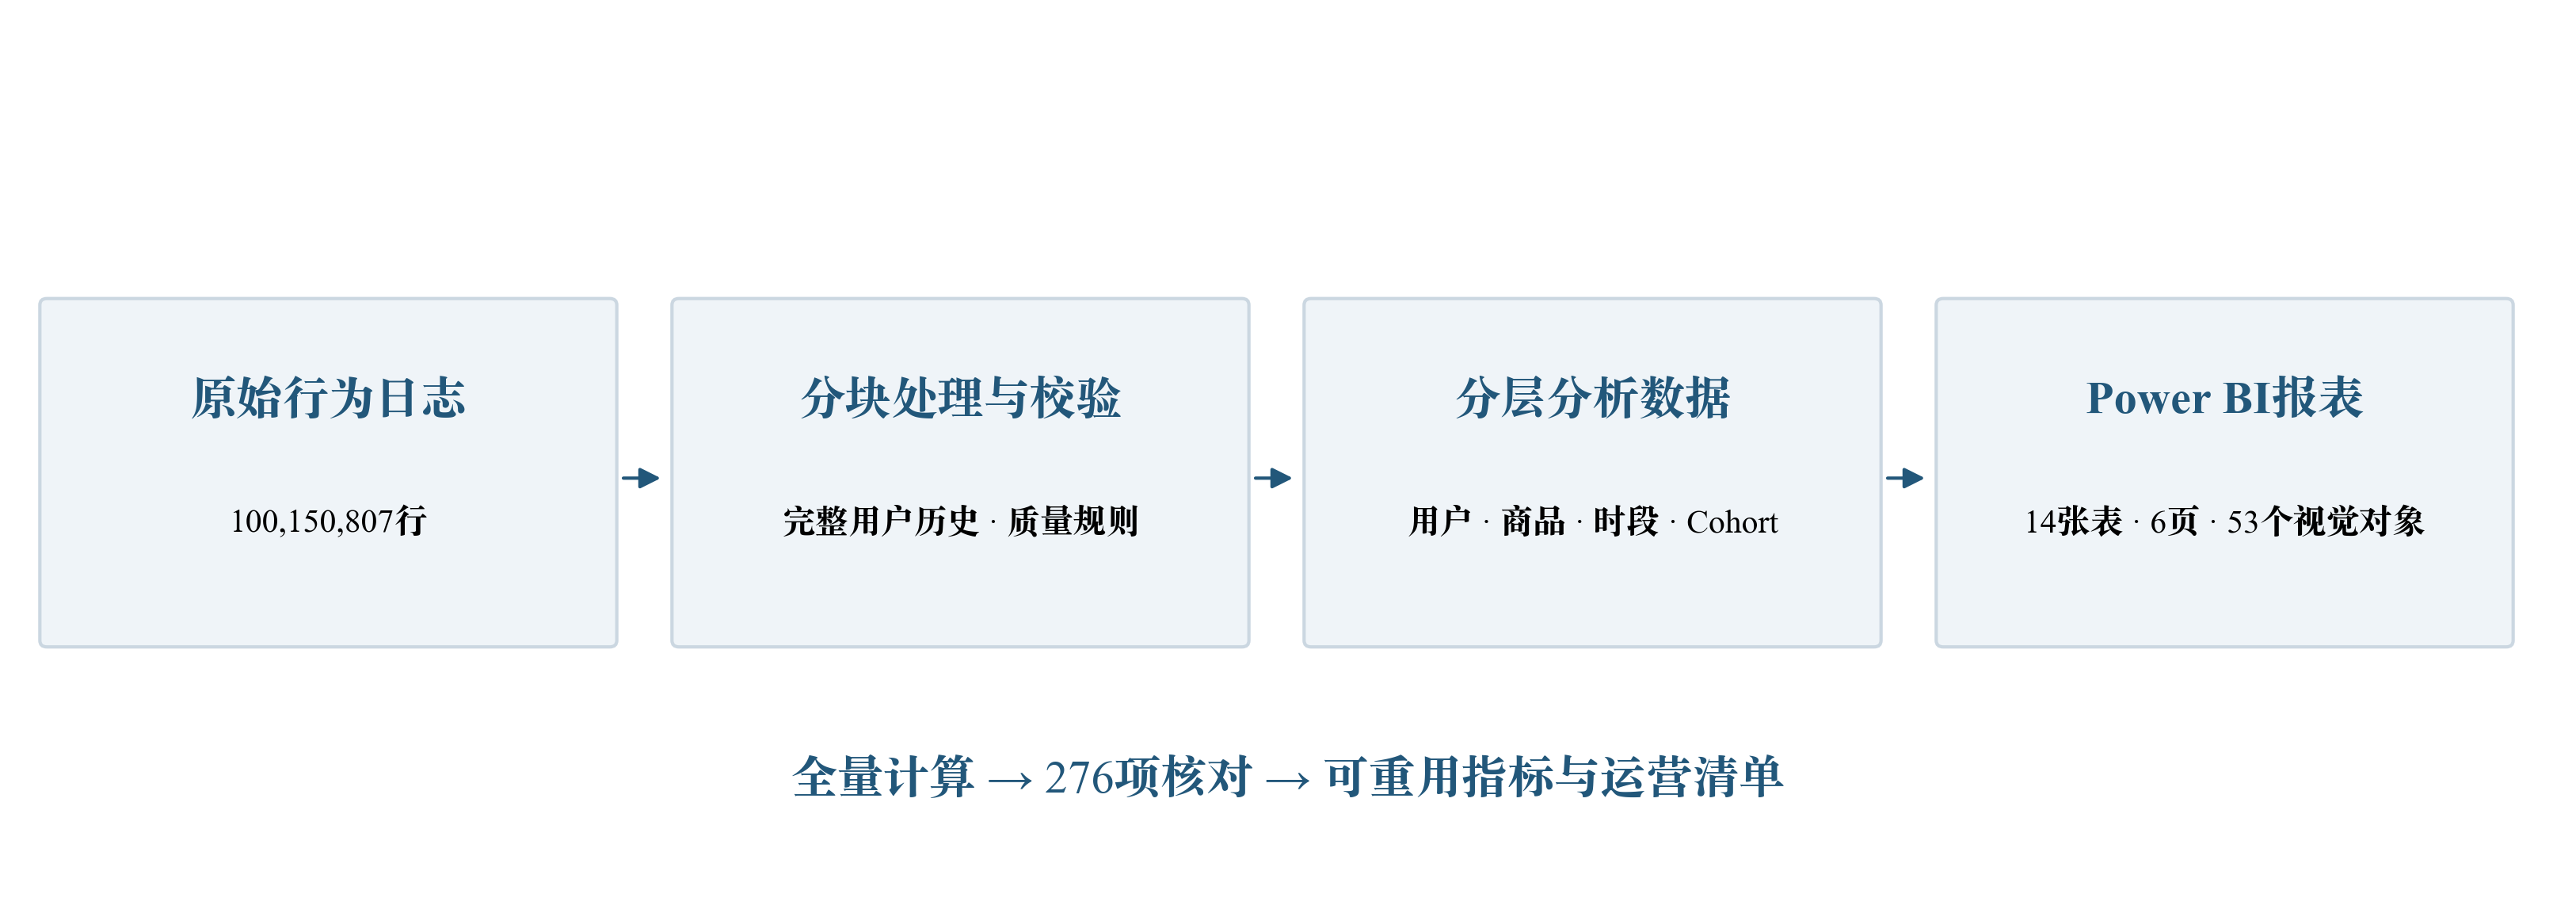 原始行为日志
100,150,807行
分块处理与校验
完整用户历史 · 质量规则
分层分析数据
用户 · 商品 · 时段 · Cohort
Power BI报表
14张表 · 6页 · 53个视觉对象
全量计算 → 276项核对 → 可重用指标与运营清单